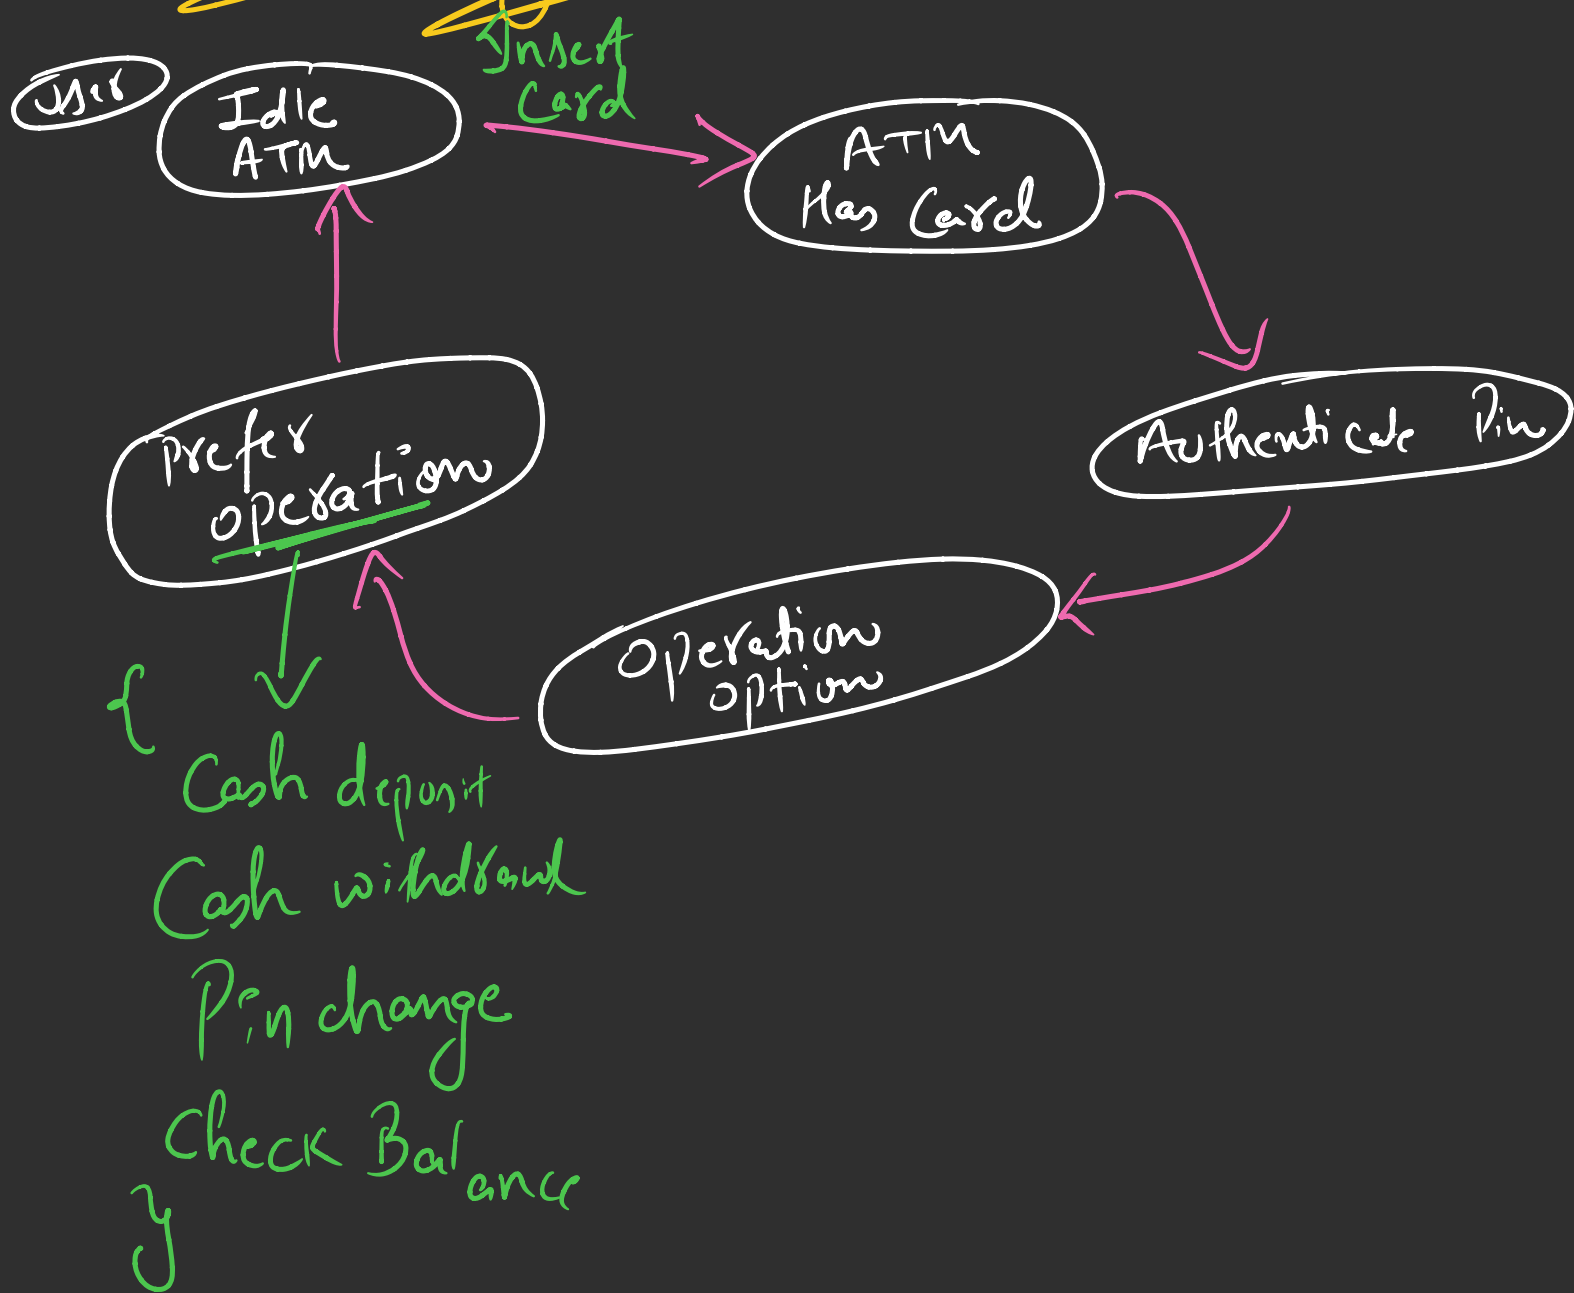 Insert
Card
User
Idle
ATM
ATM
Has Card
Authenticate Pin
Prefer
operation
Operation
option
{
Cash deposit
Cash withdrawl
Pin change
Check Balance
}